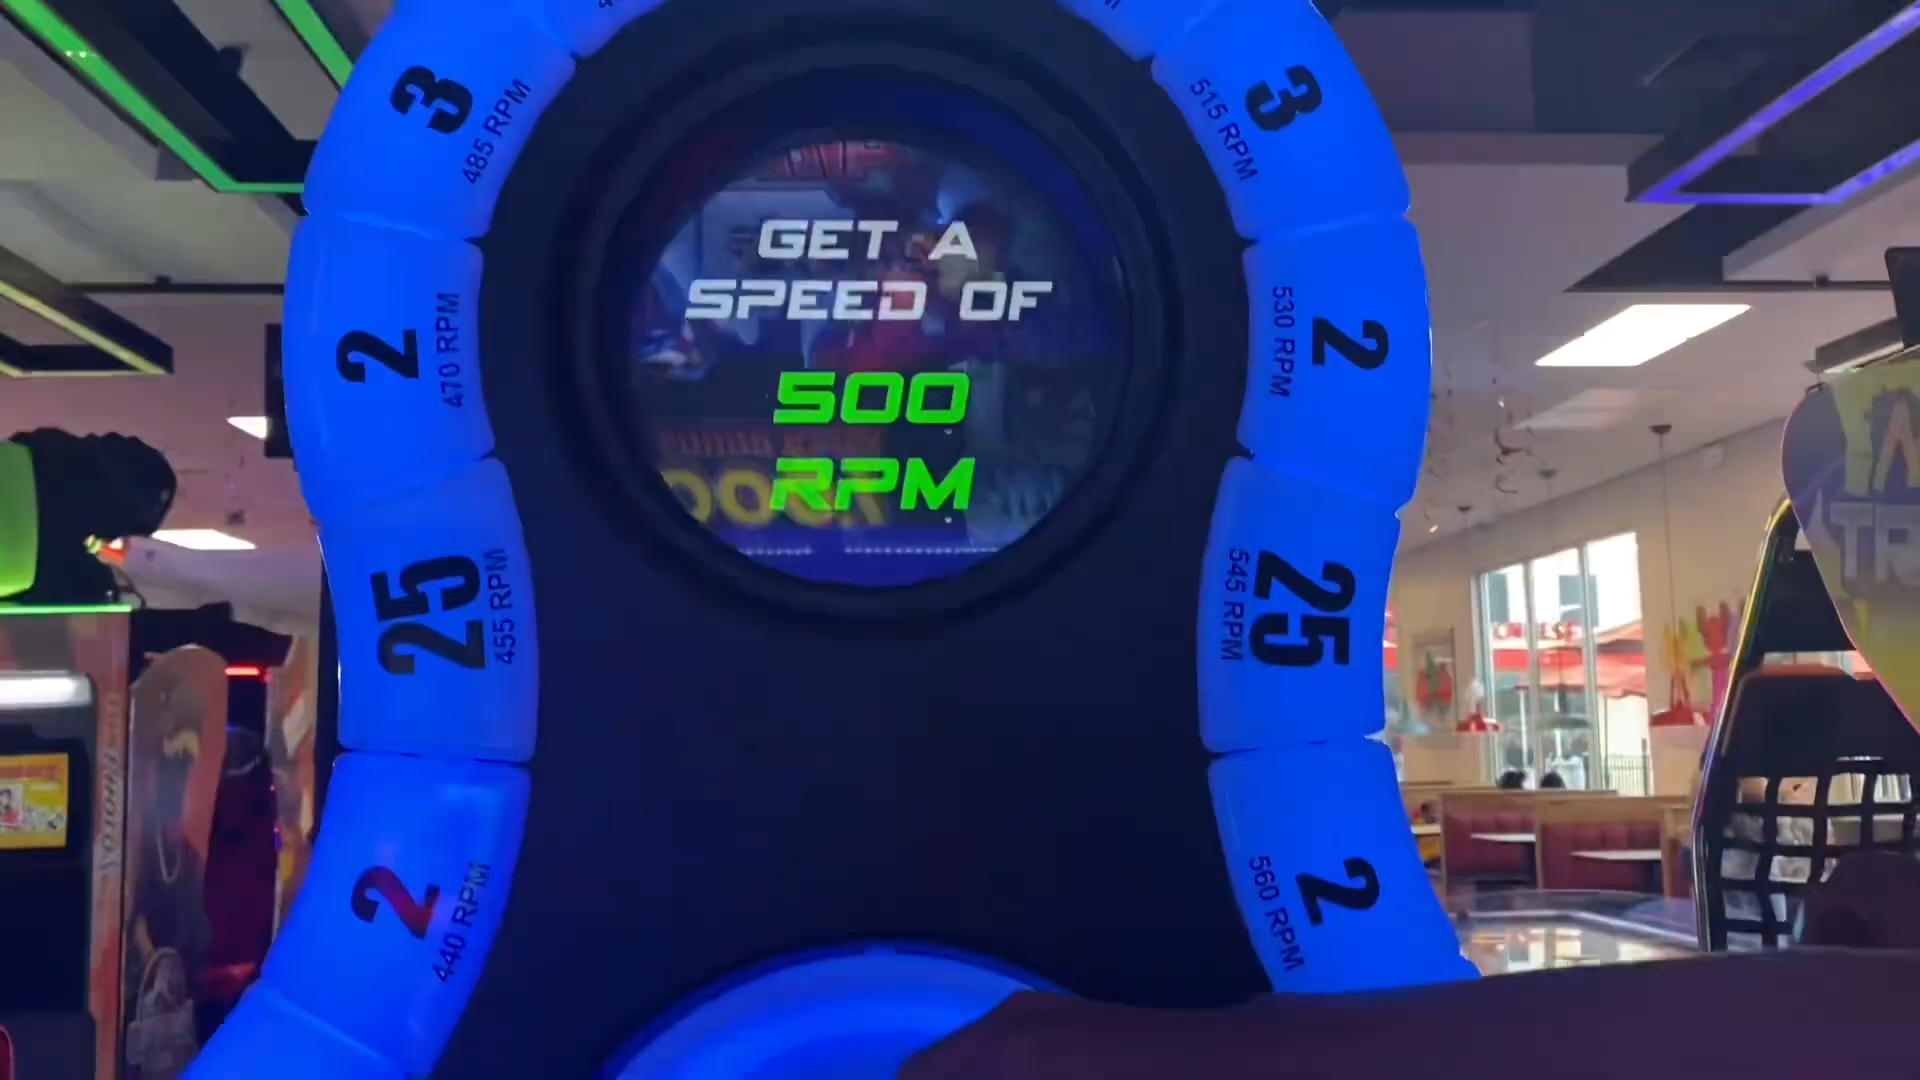 GET A
SPEED OF
500
RPM
3
485 RPM
2
470 RPM
25
455 RPM
2
440 RPM
3
515 RPM
2
530 RPM
25
545 RPM
2
560 RPM